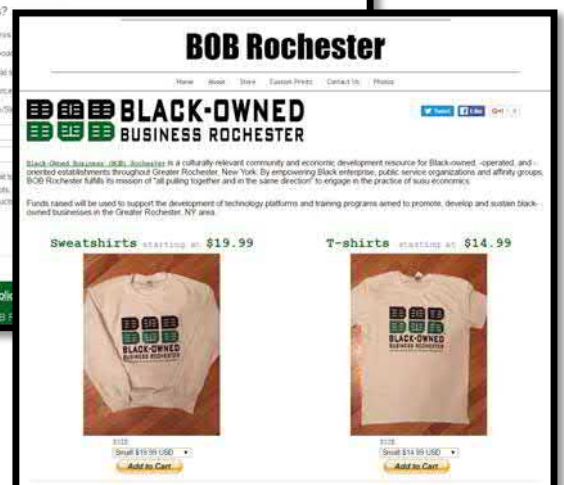 s?
BOB Rochester
Home About Store Custom Prints Contact Us Photos
BLACK-OWNED
BUSINESS ROCHESTER
Tweet Like G+1
Black-Owned Business (BOB) Rochester is a culturally-relevant community and economic development resource for Black-owned, -operated, and -
oriented establishments throughout Greater Rochester, New York. By empowering Black enterprise, public service organizations and affinity groups,
BOB Rochester fulfills its mission of "all pulling together and in the same direction" to engage in the practice of susu economics.
Funds raised will be used to support the development of technology platforms and training programs aimed to promote, develop and sustain black-
owned businesses in the Greater Rochester, NY area.
Sweatshirts starting at $19.99
T-shirts starting at $14.99
BLACK-OWNED
BUSINESS ROCHESTER
BLACK-OWNED
BUSINESS ROCHESTER
SIZE
Small $19.99 USD
Add to Cart
SIZE
Small $14.99 USD
Add to Cart